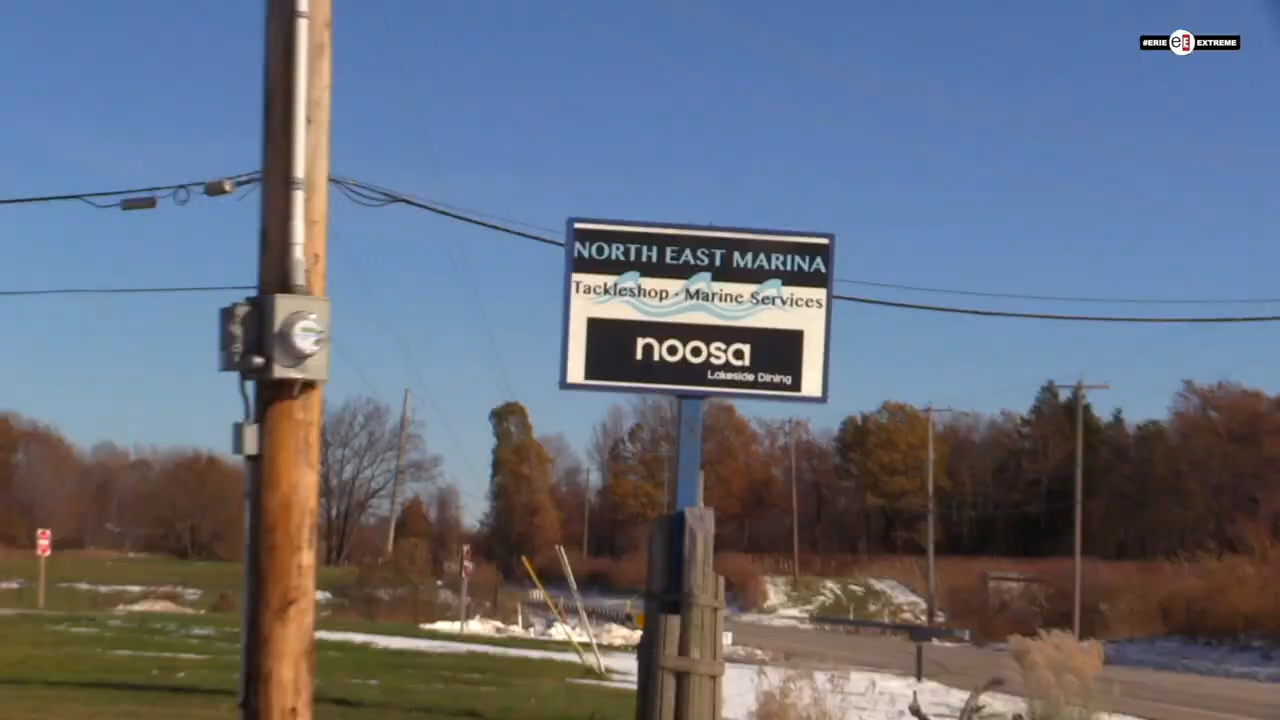 #ERIE eE EXTREME
NORTH EAST MARINA
Tackleshop · Marine Services
noosa
Lakeside Dining